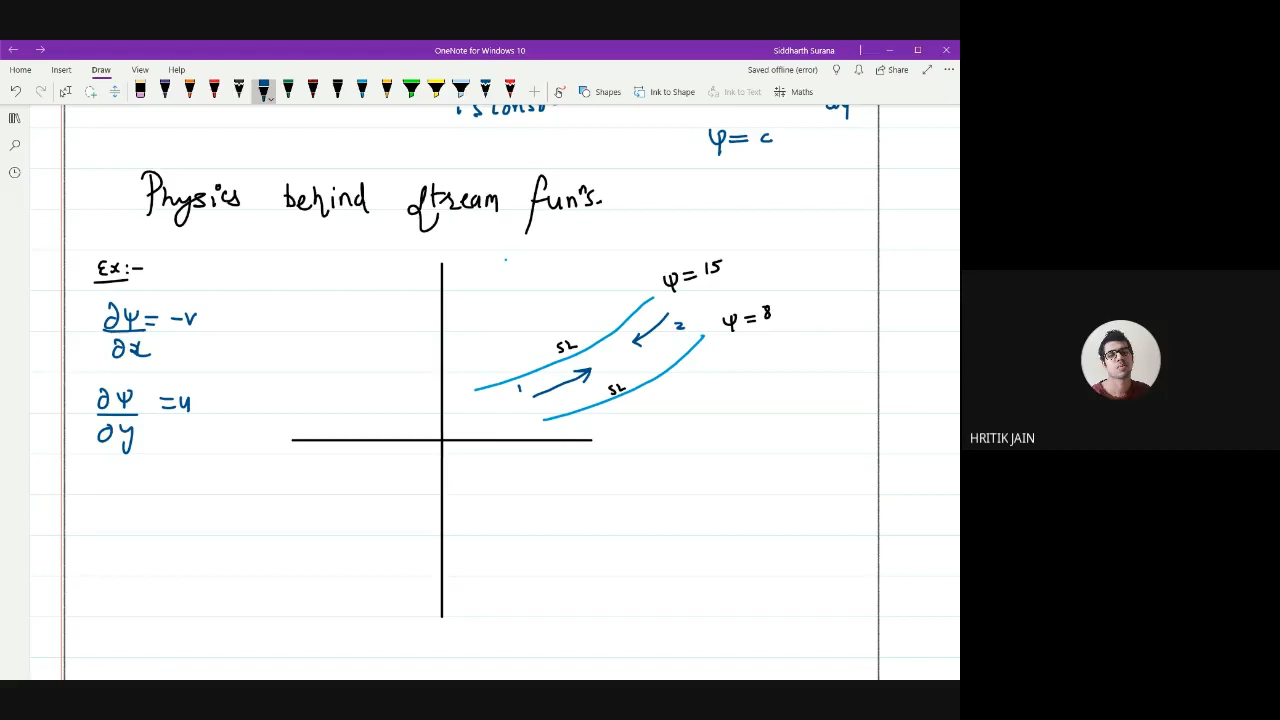 OneNote for Windows 10
Siddharth Surana
Home Insert Draw View Help
Saved offline (error)
Share
Shapes
Ink to Shape
Ink to Text
Maths
ψ = c
Physics behind stream fun's.
Ex:-
∂ψ/∂x = -v
∂ψ/∂y = u
ψ = 15
ψ = 8
SL
SL
1
2
HRITIK JAIN